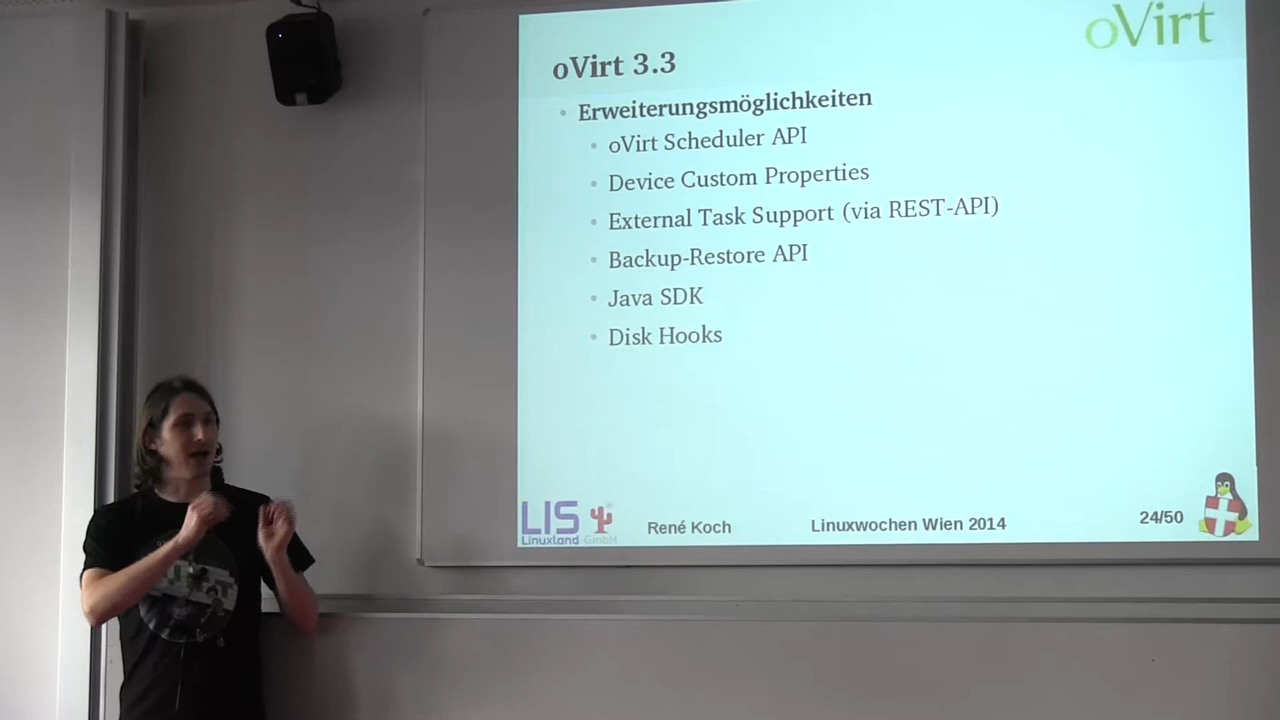 oVirt
oVirt 3.3
Erweiterungsmöglichkeiten
oVirt Scheduler API
Device Custom Properties
External Task Support (via REST-API)
Backup-Restore API
Java SDK
Disk Hooks
LIS
Linuxland GmbH
René Koch
Linuxwochen Wien 2014
24/50